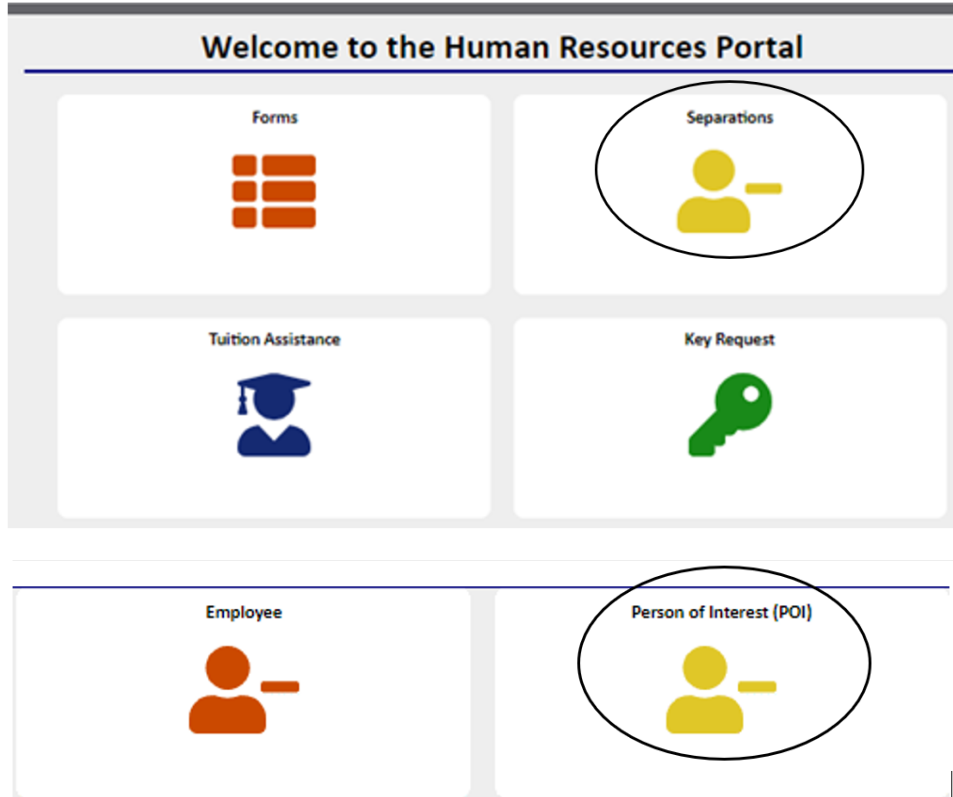 Welcome to the Human Resources Portal
Forms
Separations
Tuition Assistance
Key Request
Employee
Person of Interest (POI)